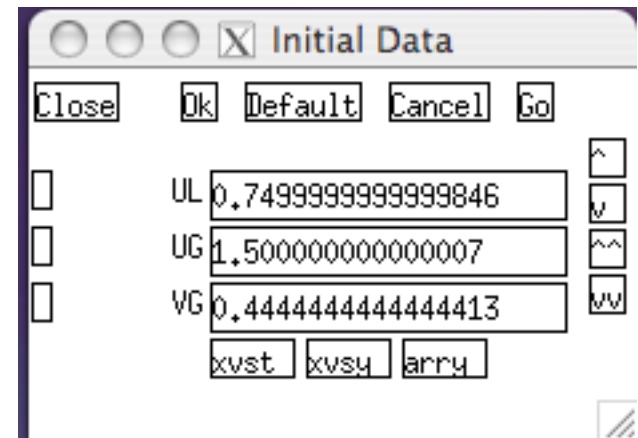 Initial Data
Close Ok Default Cancel Go
^
UL 0.7499999999999846
v
UG 1.500000000000007
^^
VG 0.4444444444444413
vv
xvst xvsy arry